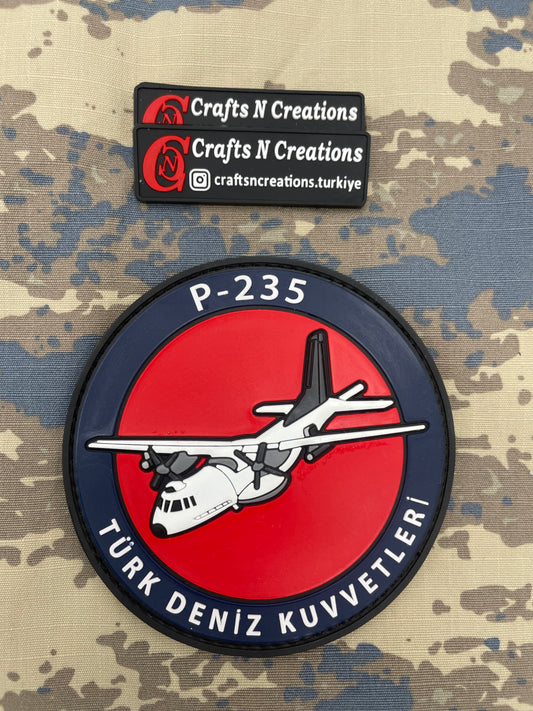 Crafts N Creations
Crafts N Creations
craftsncreations.turkiye
P-235
TÜRK DENİZ KUVVETLERİ